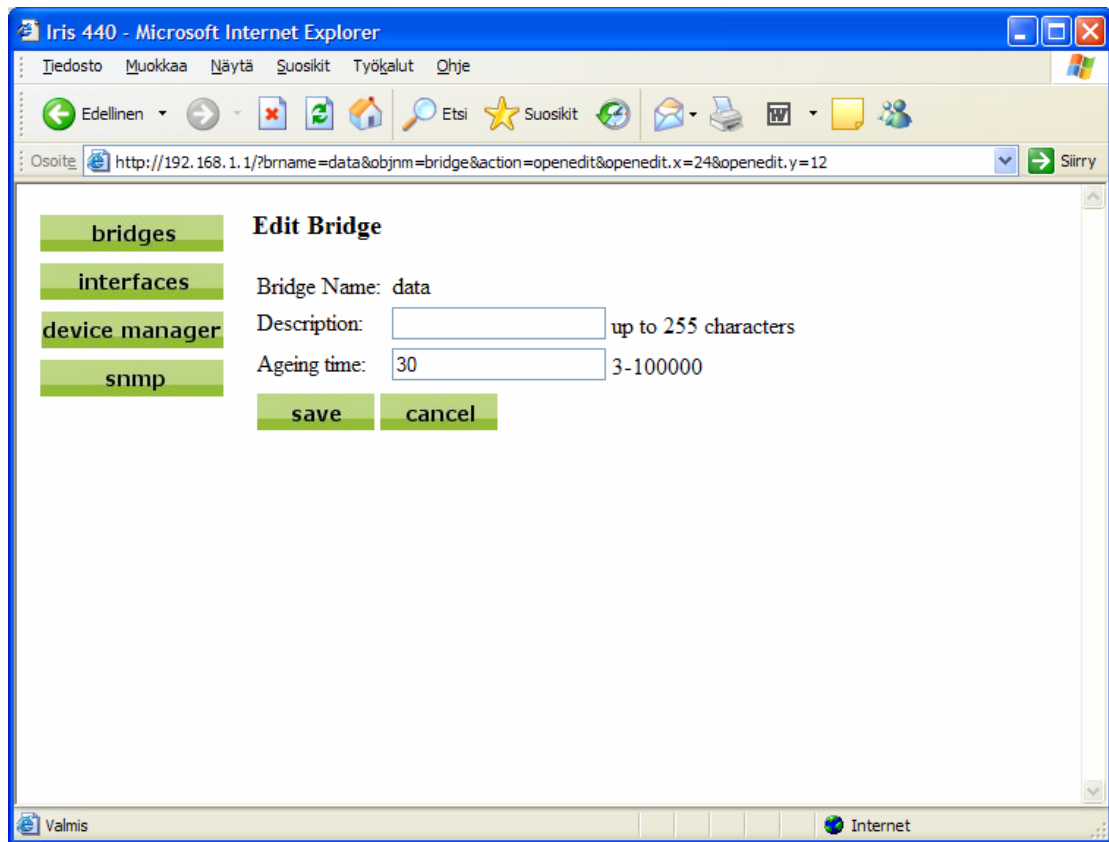 Iris 440 - Microsoft Internet Explorer
Tiedosto Muokkaa Näytä Suosikit Työkalut Ohje
Edellinen Etsi Suosikit
Osoite http://192.168.1.1/?brname=data&objnm=bridge&action=openedit&openedit.x=24&openedit.y=12 Siirry
bridges
interfaces
device manager
snmp
Edit Bridge
Bridge Name: data
Description: up to 255 characters
Ageing time: 30 3-100000
save cancel
Valmis Internet